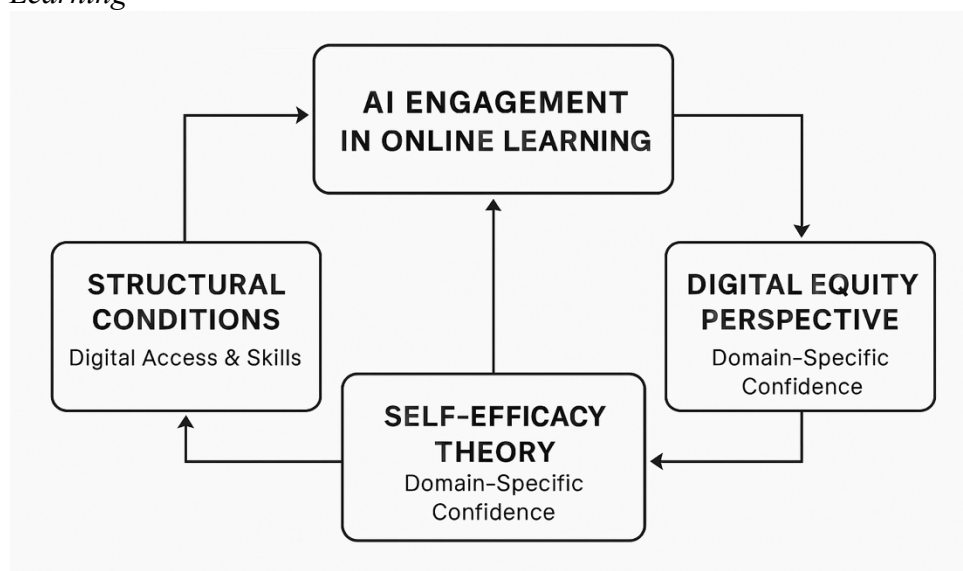 Learning
AI ENGAGEMENT
IN ONLINE LEARNING
STRUCTURAL
CONDITIONS
Digital Access & Skills
DIGITAL EQUITY
PERSPECTIVE
Domain-Specific
Confidence
SELF-EFFICACY
THEORY
Domain-Specific
Confidence